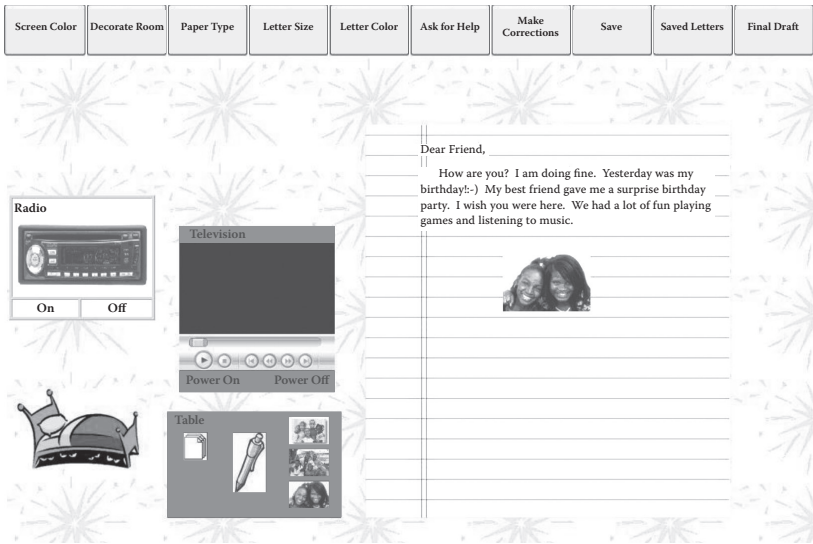 Screen Color Decorate Room Paper Type Letter Size Letter Color Ask for Help Make Corrections Save Saved Letters Final Draft
Dear Friend,
How are you? I am doing fine. Yesterday was my
birthday!:-) My best friend gave me a surprise birthday
party. I wish you were here. We had a lot of fun playing
games and listening to music.
Radio
On Off
Television
Power On Power Off
Table